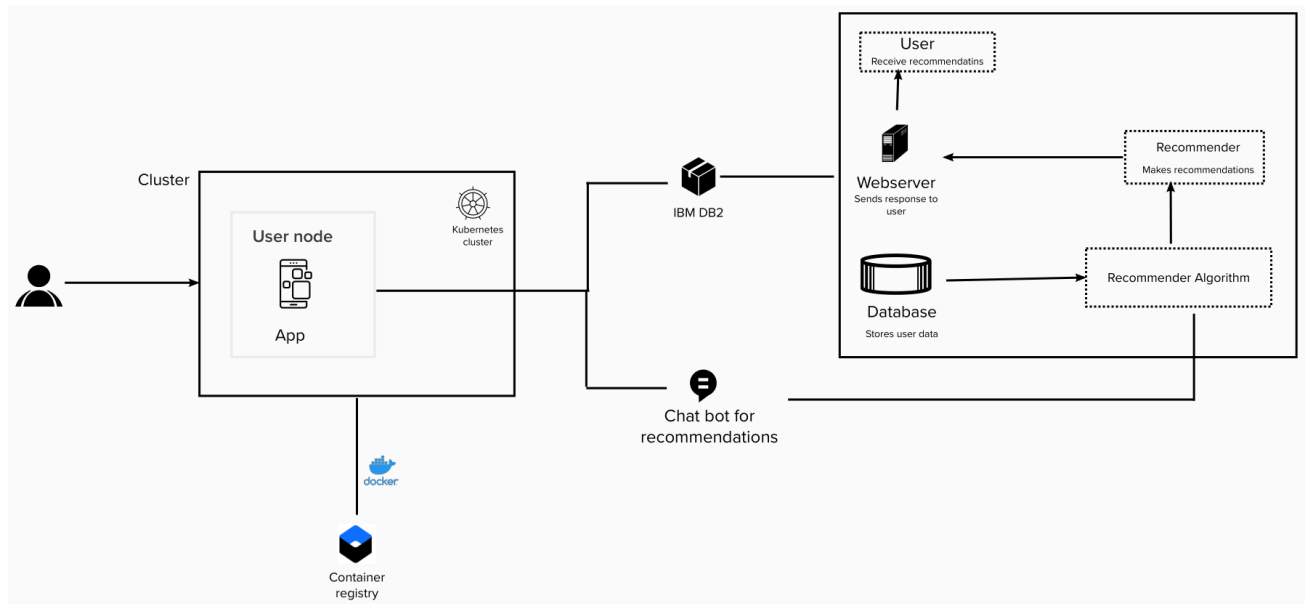 User
Receive recommendatins
Recommender
Makes recommendations
Webserver
Sends response to
user
Cluster
Kubernetes
cluster
User node
App
IBM DB2
Recommender Algorithm
Database
Stores user data
Chat bot for
recommendations
docker
Container
registry